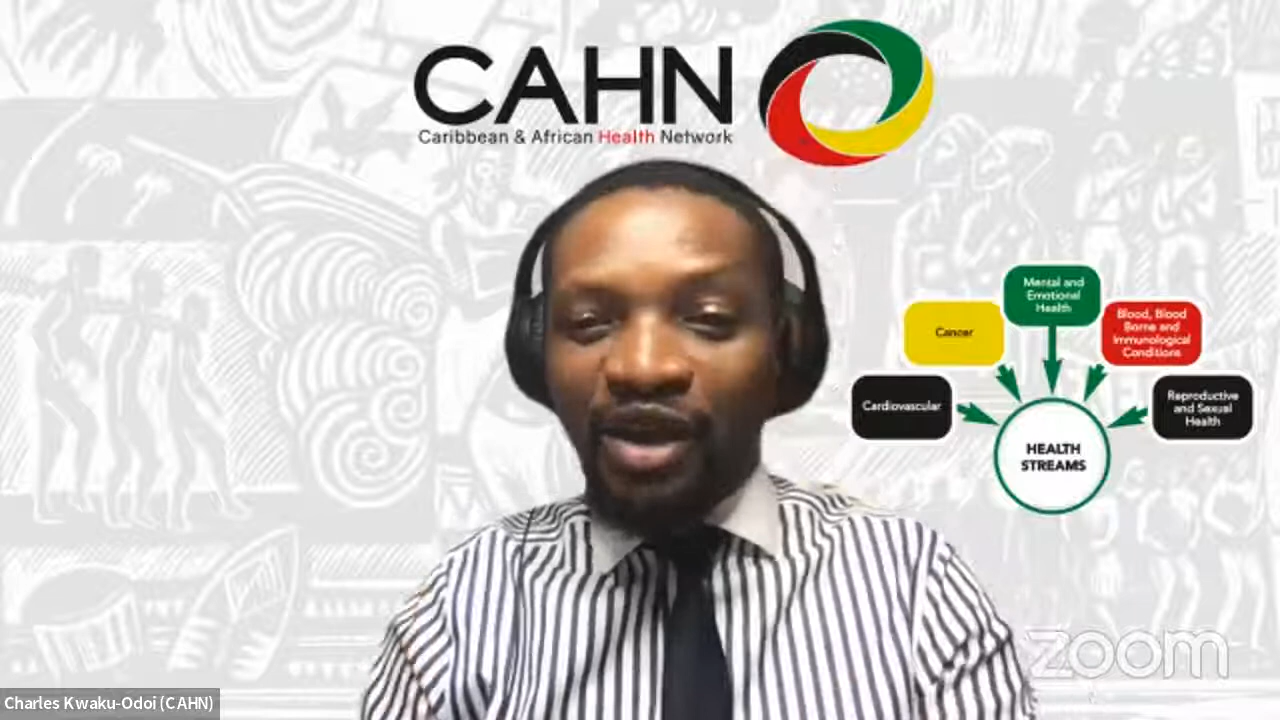 CAHN
Caribbean & African Health Network
Mental and
Emotional
Health
Cancer
Blood, Blood
Borne and
Immunological
Conditions
Cardiovascular
Reproductive
and Sexual
Health
HEALTH
STREAMS
zoom
Charles Kwaku-Odoi (CAHN)